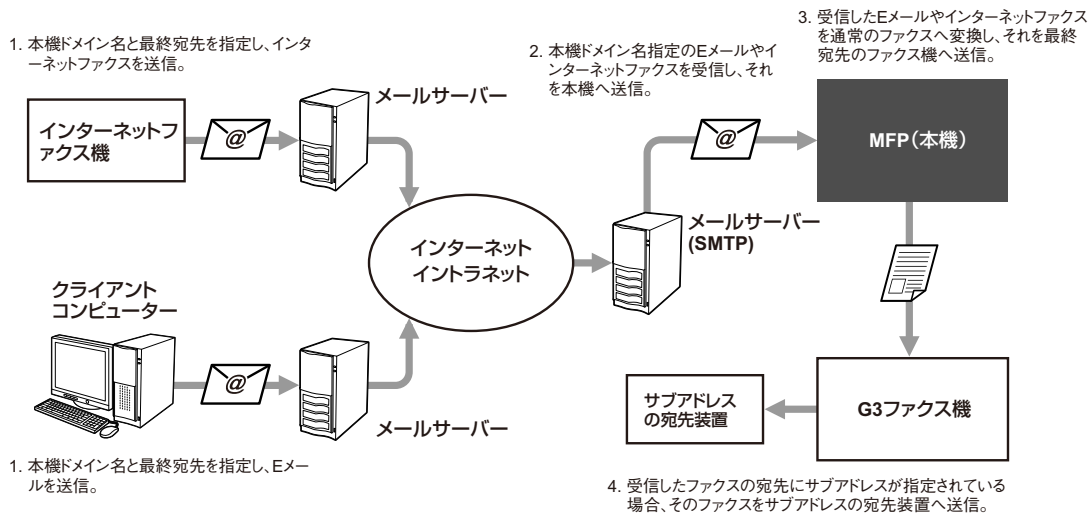 1. 本機ドメイン名と最終宛先を指定し、インタ
ーネットファクスを送信。
インターネットフ
ァクス機
@
メールサーバー
2. 本機ドメイン名指定のEメールやイ
ンターネットファクスを受信し、それ
を本機へ送信。
3. 受信したEメールやインターネットファクス
を通常のファクスへ変換し、それを最終
宛先のファクス機へ送信。
@
MFP（本機）
インターネット
イントラネット
メールサーバー
(SMTP)
クライアント
コンピューター
@
メールサーバー
1. 本機ドメイン名と最終宛先を指定し、Eメー
ルを送信。
サブアドレス
の宛先装置
G3ファクス機
4. 受信したファクスの宛先にサブアドレスが指定されている
場合、そのファクスをサブアドレスの宛先装置へ送信。